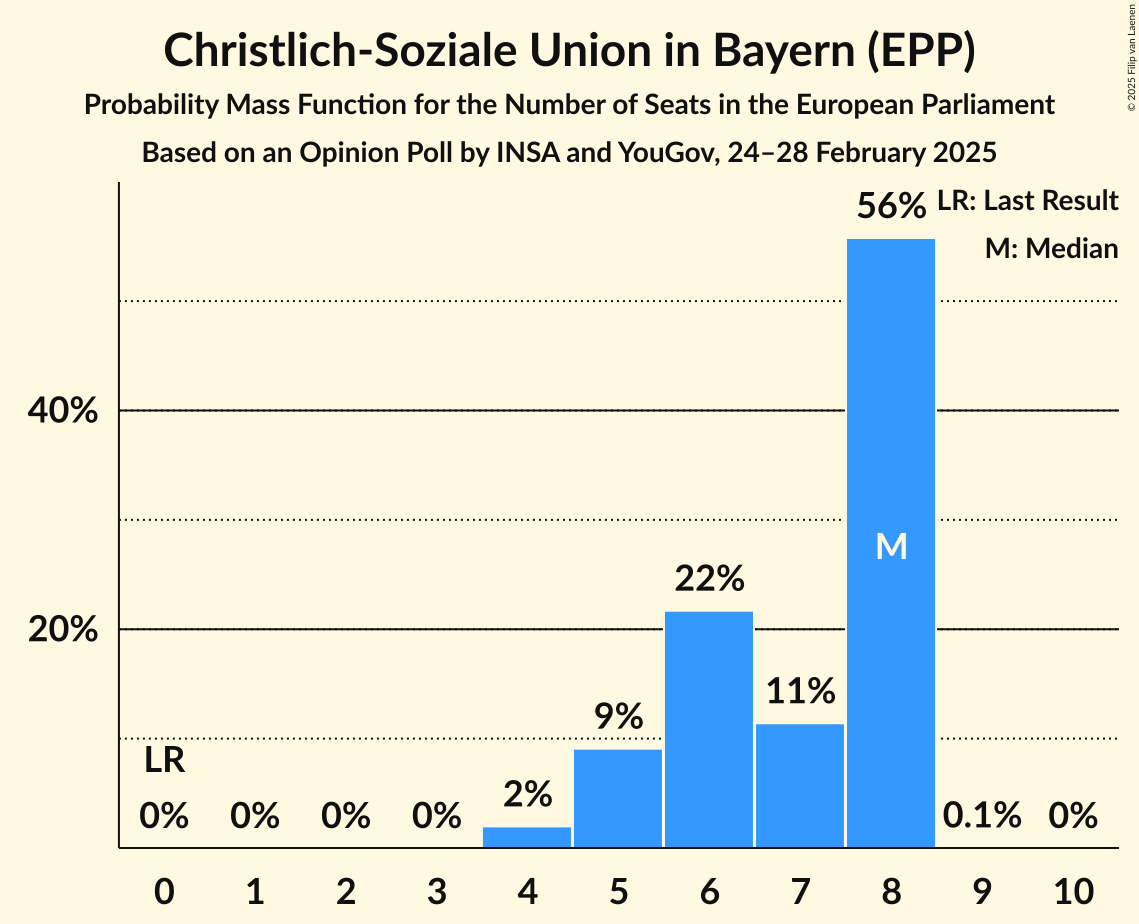 Christlich-Soziale Union in Bayern (EPP)
Probability Mass Function for the Number of Seats in the European Parliament
Based on an Opinion Poll by INSA and YouGov, 24–28 February 2025
© 2025 Filip van Laenen
LR: Last Result
M: Median
56%
40%
M
22%
20%
11%
9%
LR
2%
0% 0% 0% 0% 0.1% 0%
0 1 2 3 4 5 6 7 8 9 10